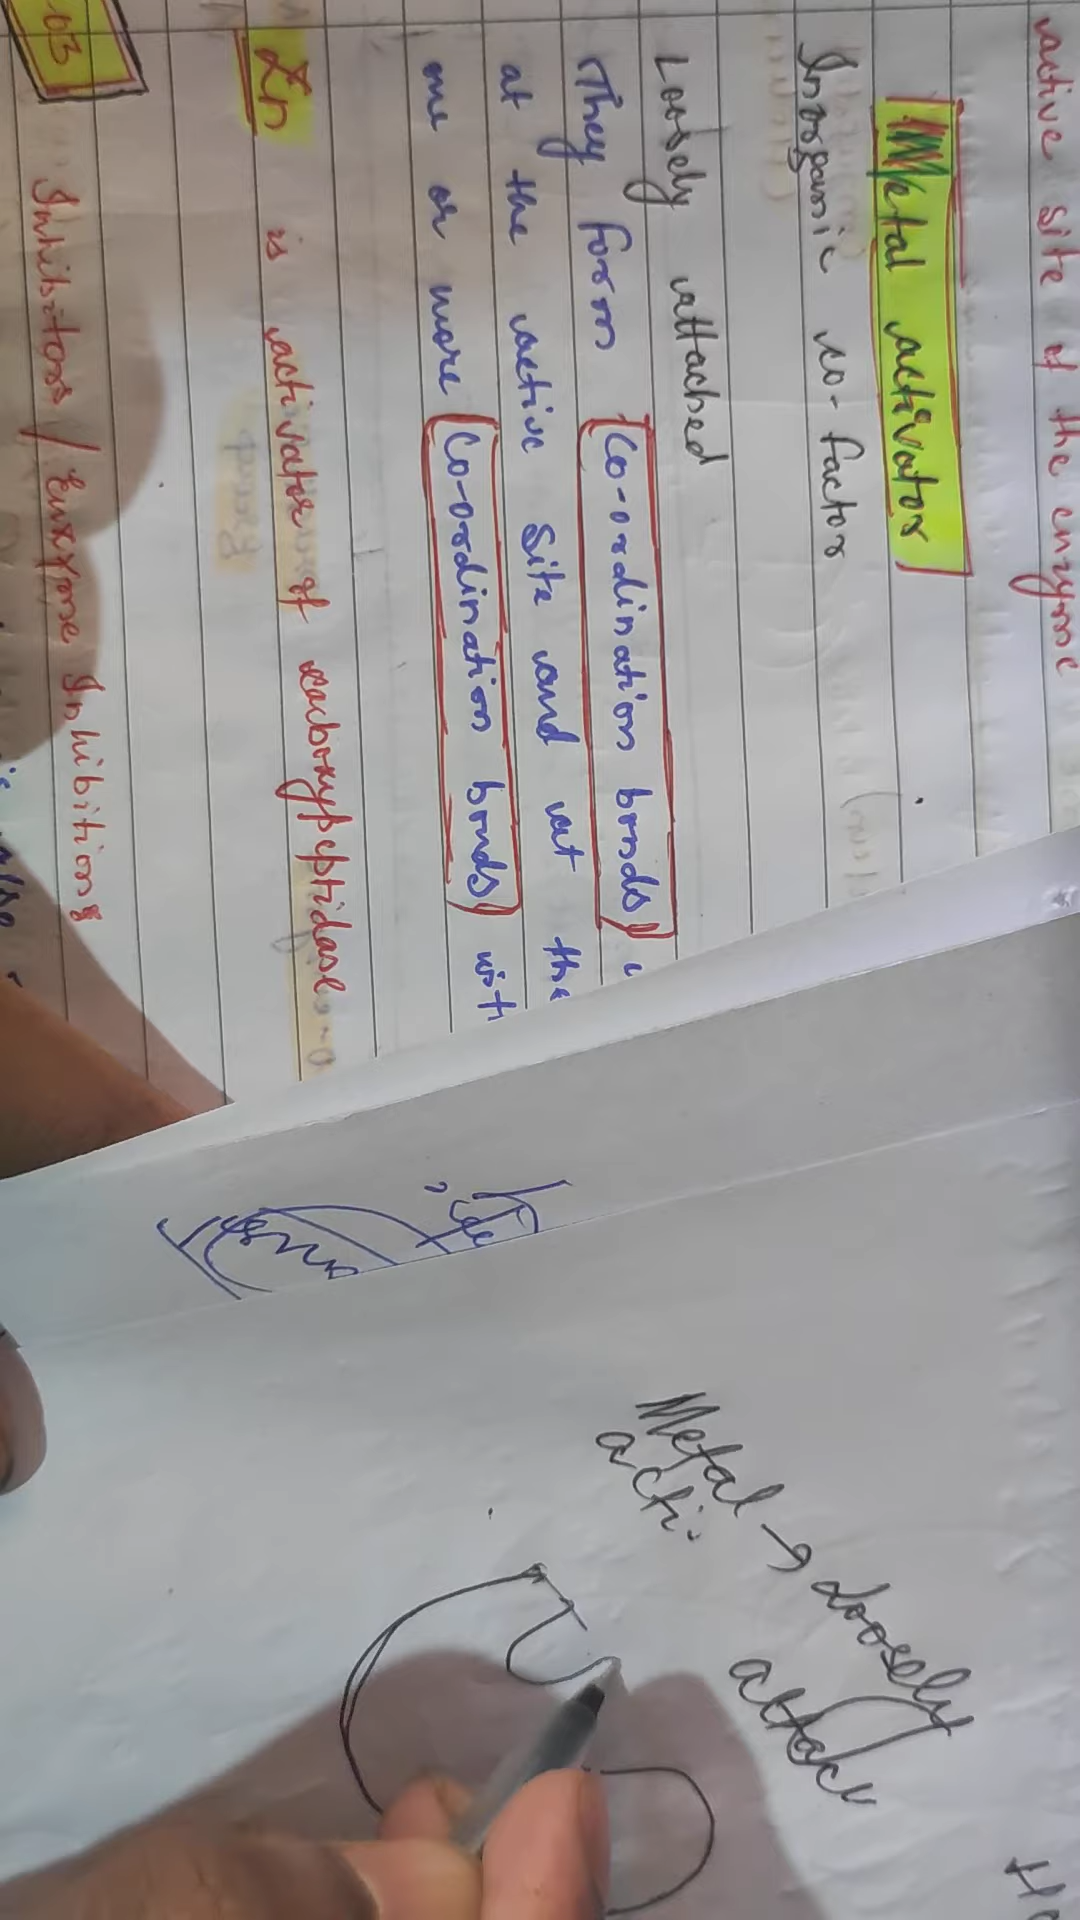 active site of the enzyme
Metal activator
Inorganic co-factor
Loosely attached
They form Co-ordination bonds
at the active site and at the
one or more Co-ordination bonds
Zn is activator of carboxypeptidase
03
Inhibitors / Enzyme Inhibitions
Metal → Loosely
acti.
attach